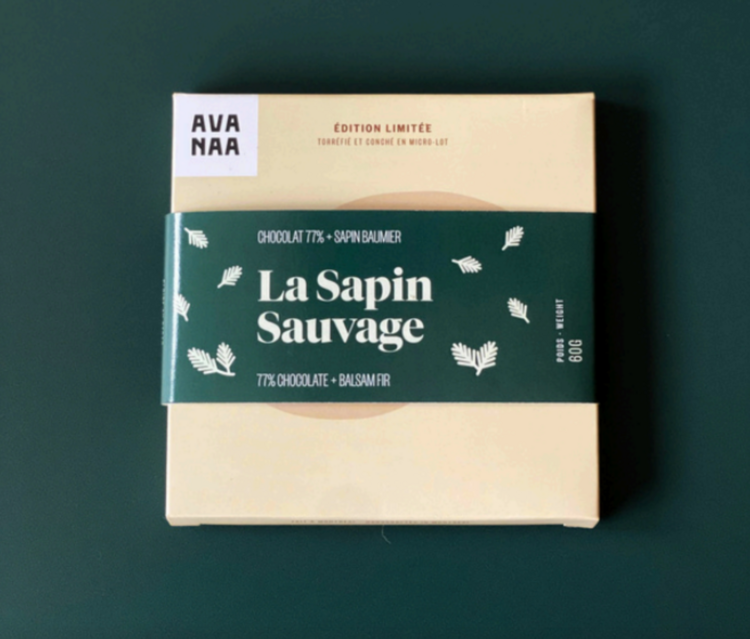 AVA
NAA
ÉDITION LIMITÉE
TORRÉFIÉ ET CONCHÉ EN MICRO-LOT
CHOCOLAT 77% + SAPIN BAUMIER
La Sapin
Sauvage
77% CHOCOLATE + BALSAM FIR
POIDS - WEIGHT
60G